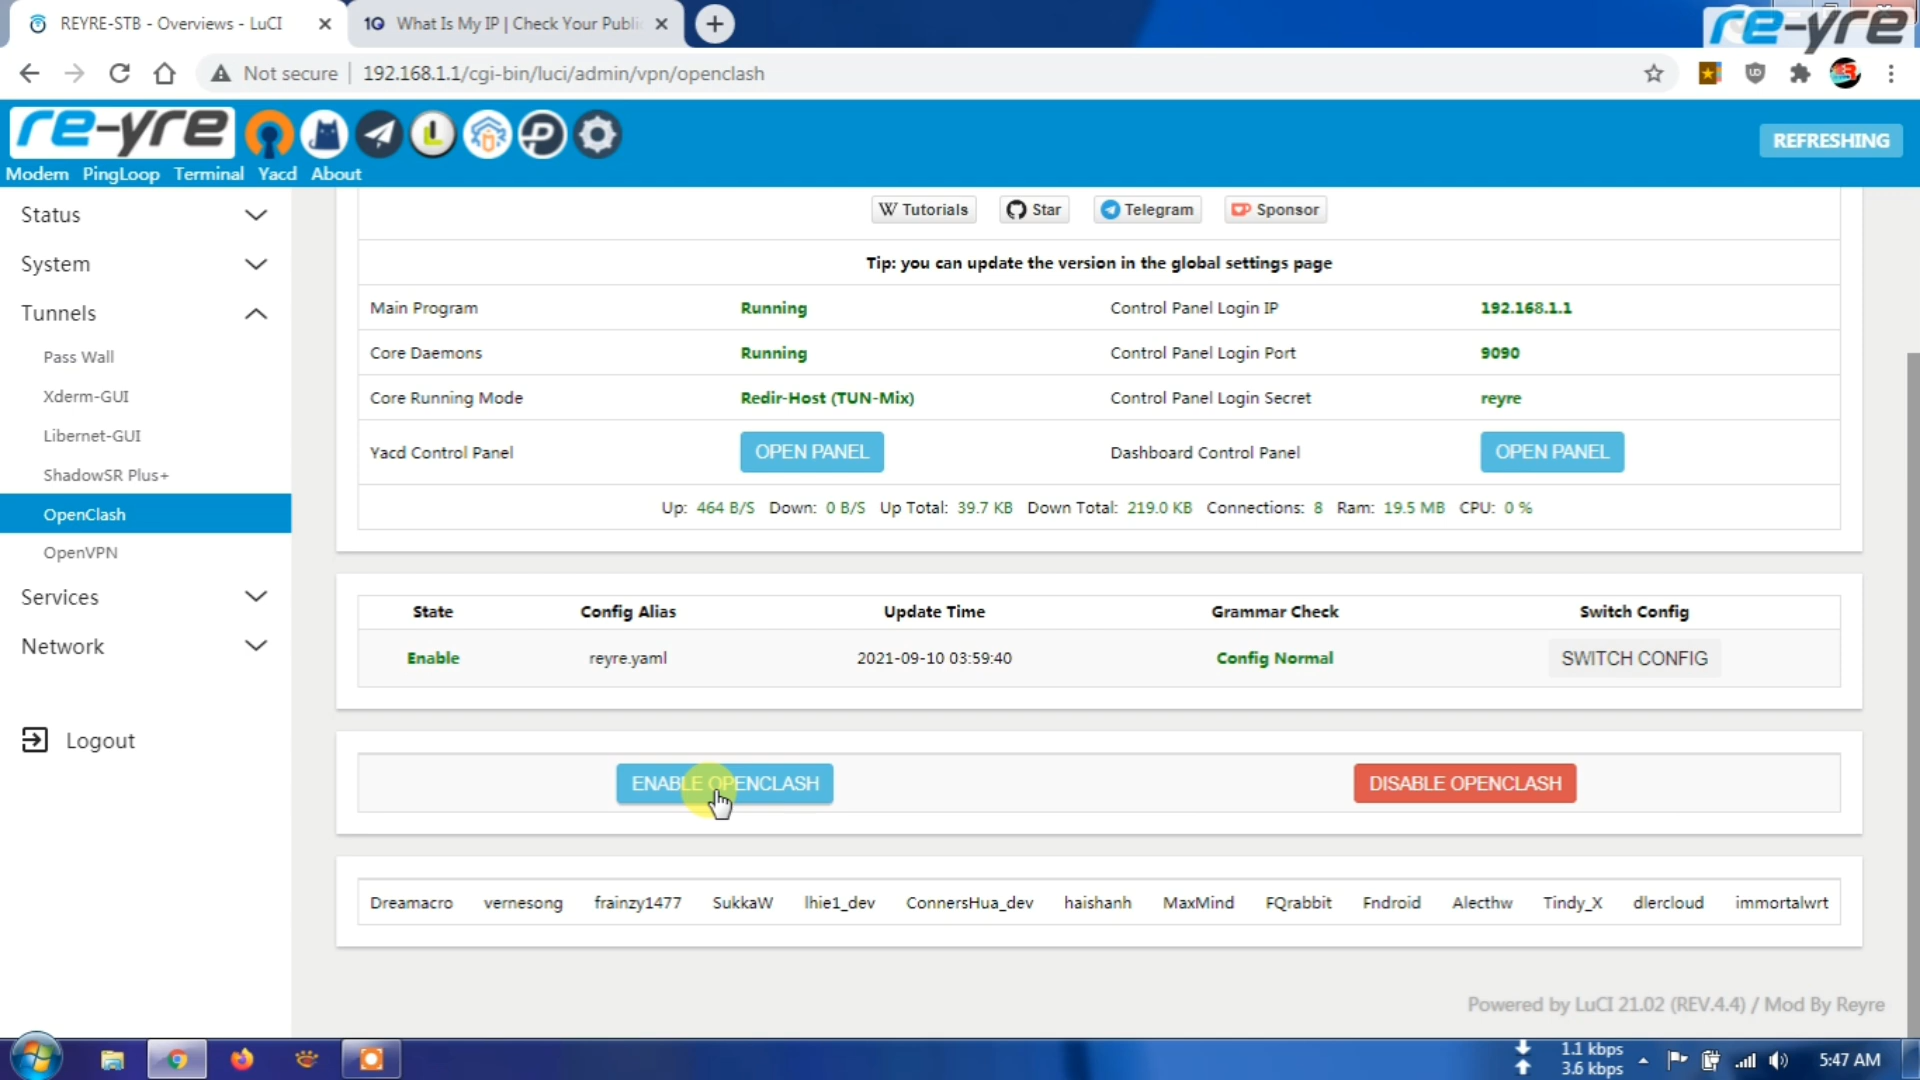 REYRE-STB - Overviews - LuCI
1Q What Is My IP | Check Your Public
re-yre
Not secure | 192.168.1.1/cgi-bin/luci/admin/vpn/openclash
re-yre
REFRESHING
Modem PingLoop Terminal Yacd About
Status
System
Tunnels
Pass Wall
Xderm-GUI
Libernet-GUI
ShadowSR Plus+
OpenClash
OpenVPN
Services
Network
Logout
W Tutorials Star Telegram Sponsor
Tip: you can update the version in the global settings page
Main Program Running Control Panel Login IP 192.168.1.1
Core Daemons Running Control Panel Login Port 9090
Core Running Mode Redir-Host (TUN-Mix) Control Panel Login Secret reyre
Yacd Control Panel OPEN PANEL Dashboard Control Panel OPEN PANEL
Up: 464 B/S Down: 0 B/S Up Total: 39.7 KB Down Total: 219.0 KB Connections: 8 Ram: 19.5 MB CPU: 0 %
State Config Alias Update Time Grammar Check Switch Config
Enable reyre.yaml 2021-09-10 03:59:40 Config Normal SWITCH CONFIG
ENABLE OPENCLASH DISABLE OPENCLASH
Dreamacro vernesong frainzy1477 SukkaW lhie1_dev ConnersHua_dev haishanh MaxMind FQrabbit Fndroid Alecthw Tindy_X dlercloud immortalwrt
Powered by LuCI 21.02 (REV.4.4) / Mod By Reyre
1.1 kbps
3.6 kbps
5:47 AM